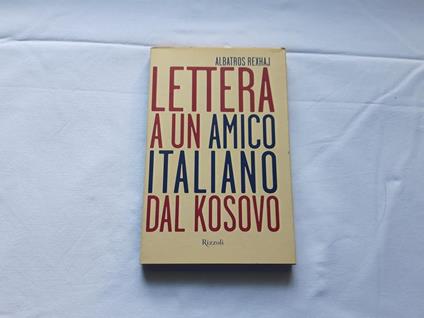 ALBATROS REXHAJ
LETTERA
A UN AMICO
ITALIANO
DAL KOSOVO
Rizzoli